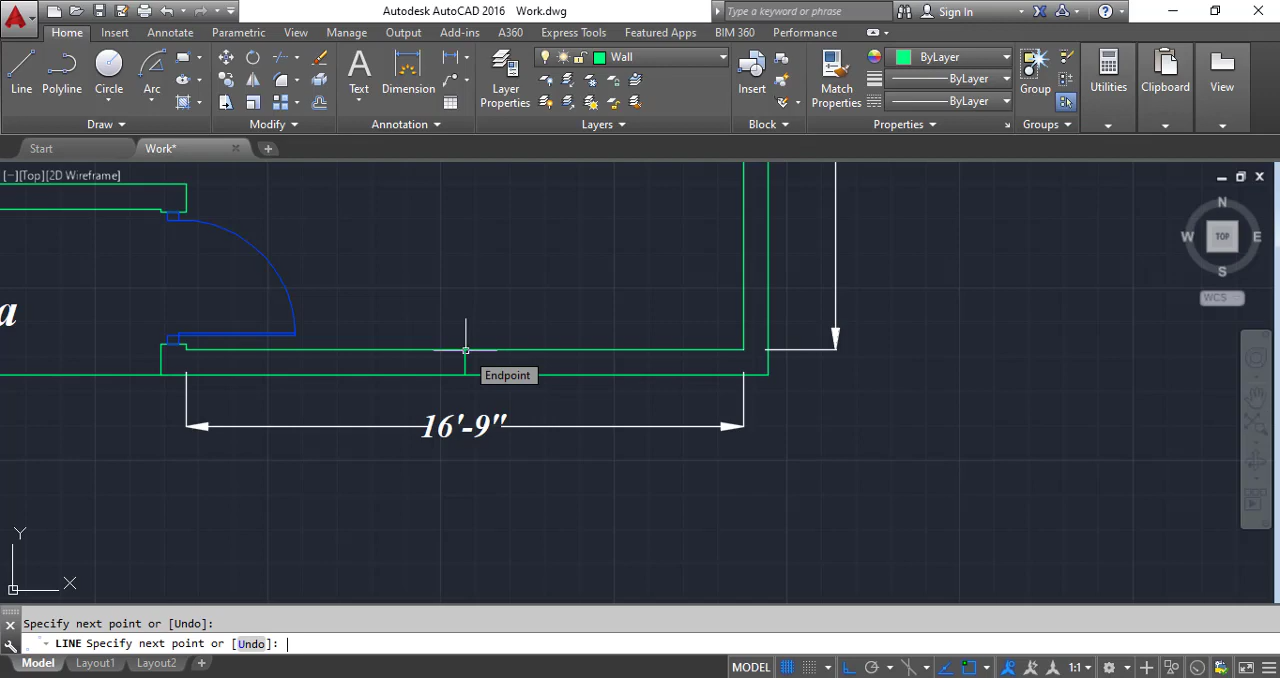 Autodesk AutoCAD 2016 Work.dwg
Type a keyword or phrase
Sign In
Home Insert Annotate Parametric View Manage Output Add-ins A360 Express Tools Featured Apps BIM 360 Performance
Line Polyline Circle Arc
Text Dimension
Layer Properties
Wall
Insert
Match Properties
ByLayer
ByLayer
ByLayer
Group
Utilities Clipboard View
Draw Modify Annotation Layers Block Properties Groups
Start Work*
[−][Top][2D Wireframe]
N
W TOP E
S
WCS
a
Endpoint
16'-9"
Y
X
Specify next point or [Undo]:
LINE Specify next point or [Undo]:
Model Layout1 Layout2
MODEL 1:1